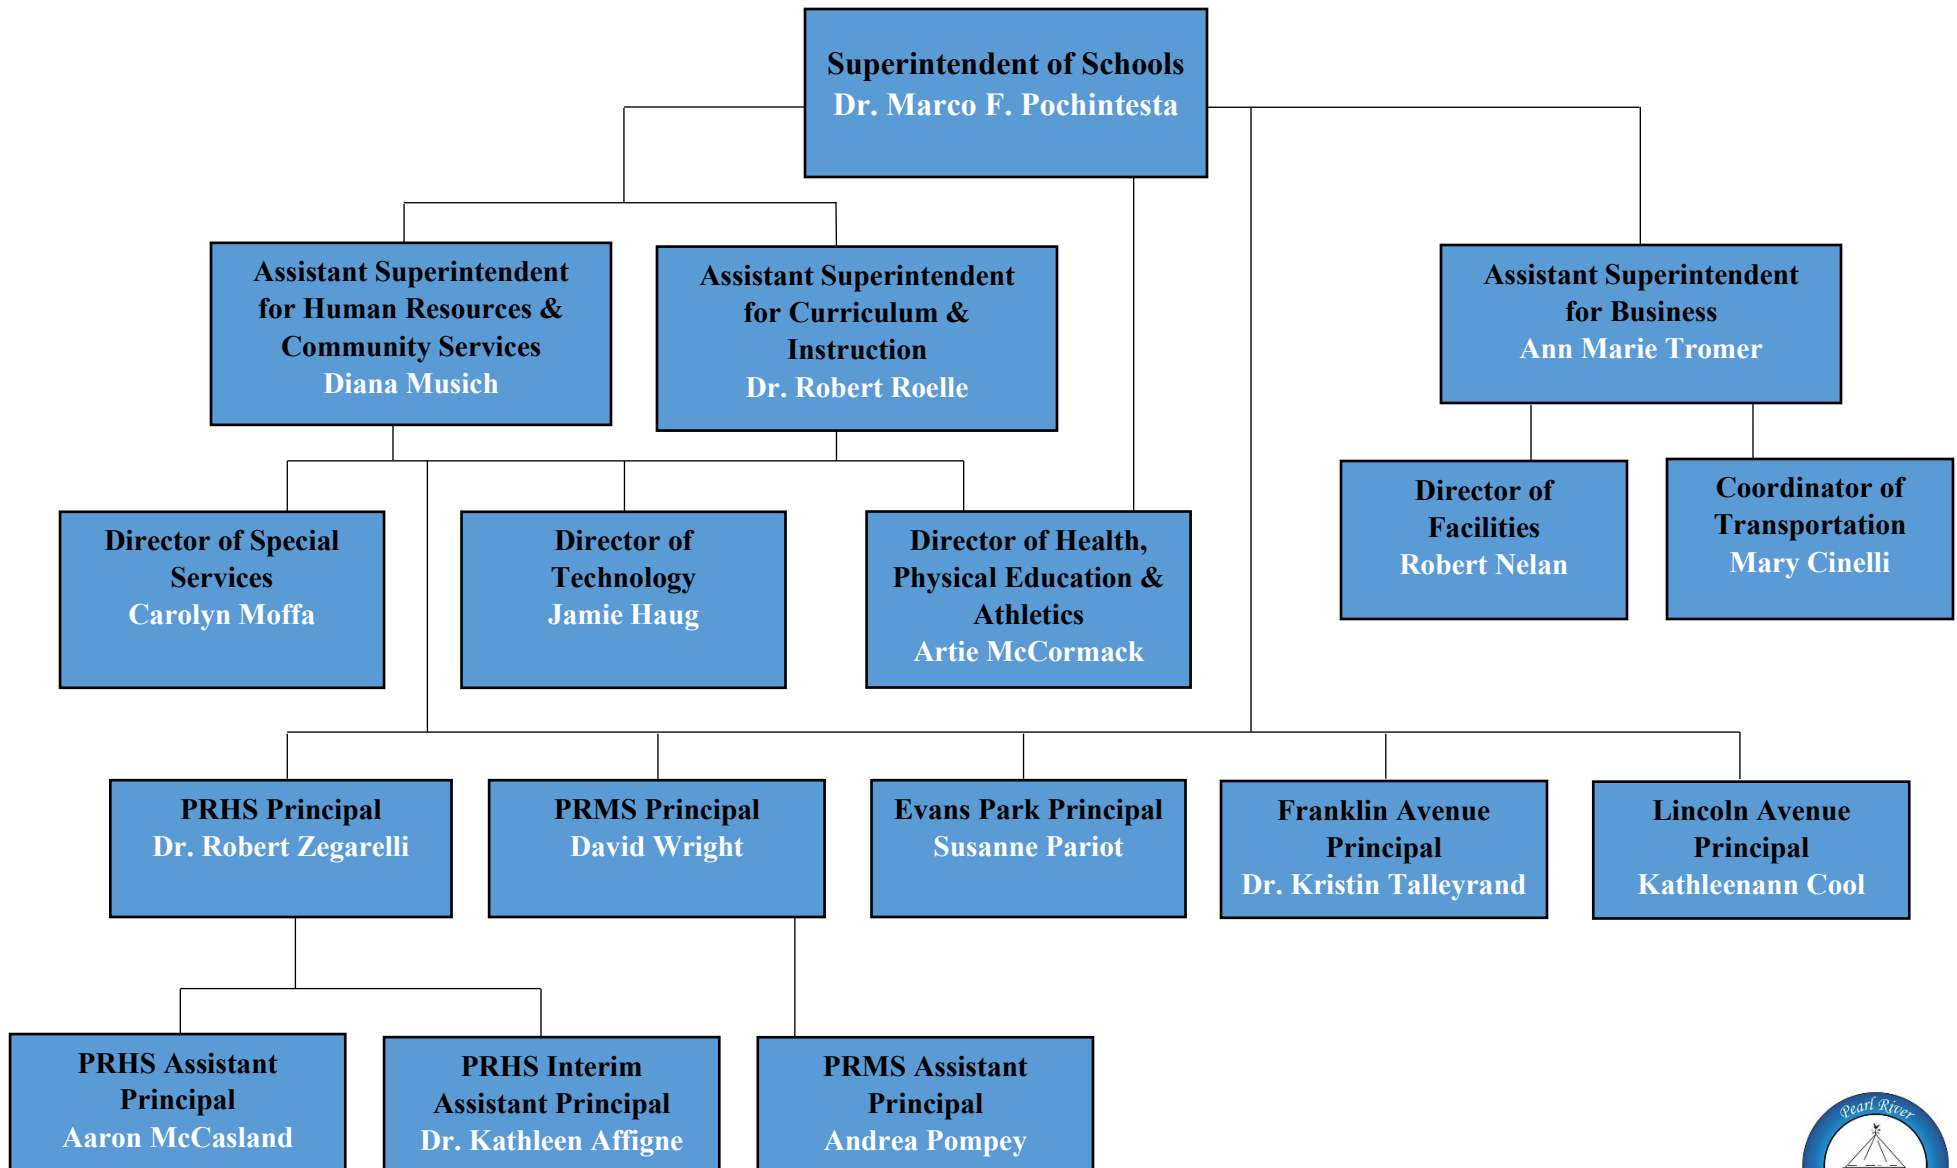 Superintendent of Schools
Dr. Marco F. Pochintesta
Assistant Superintendent
for Human Resources &
Community Services
Diana Musich
Assistant Superintendent
for Curriculum &
Instruction
Dr. Robert Roelle
Assistant Superintendent
for Business
Ann Marie Tromer
Director of Special
Services
Carolyn Moffa
Director of
Technology
Jamie Haug
Director of Health,
Physical Education &
Athletics
Artie McCormack
Director of
Facilities
Robert Nelan
Coordinator of
Transportation
Mary Cinelli
PRHS Principal
Dr. Robert Zegarelli
PRMS Principal
David Wright
Evans Park Principal
Susanne Pariot
Franklin Avenue
Principal
Dr. Kristin Talleyrand
Lincoln Avenue
Principal
Kathleenann Cool
PRHS Assistant
Principal
Aaron McCasland
PRHS Interim
Assistant Principal
Dr. Kathleen Affigne
PRMS Assistant
Principal
Andrea Pompey
Pearl River